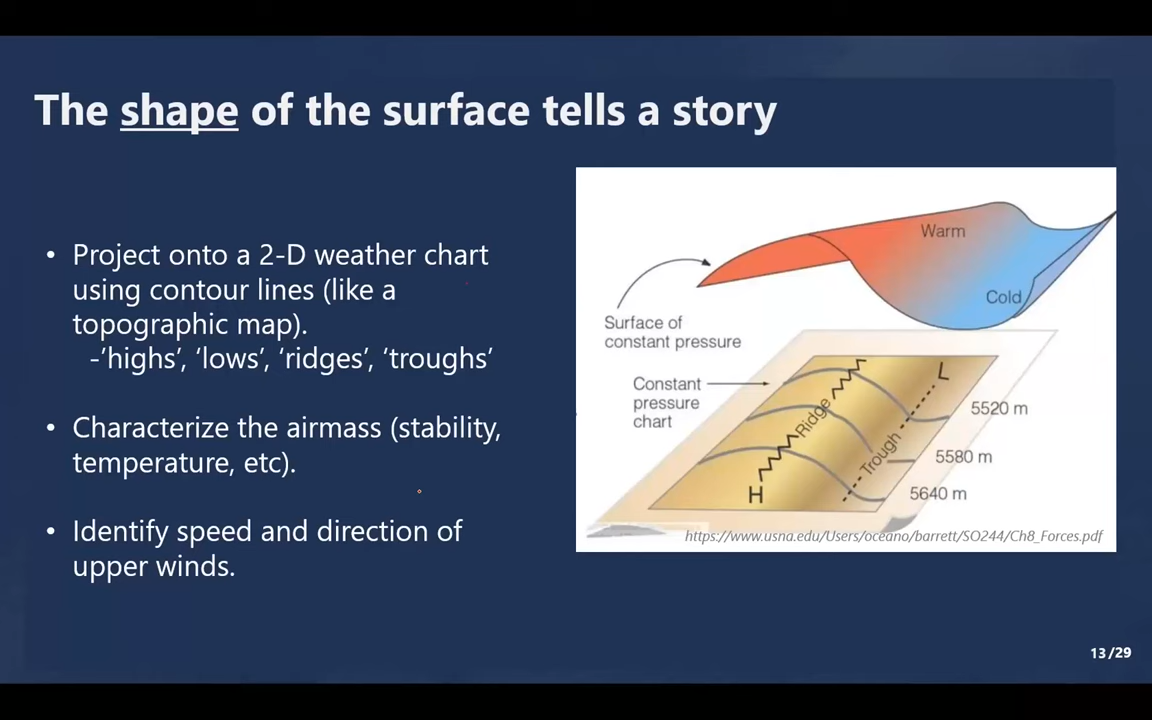 The shape of the surface tells a story
• Project onto a 2-D weather chart
using contour lines (like a
topographic map).
-’highs’, ‘lows’, ’ridges’, ‘troughs’
• Characterize the airmass (stability,
temperature, etc).
• Identify speed and direction of
upper winds.
Warm
Cold
Surface of
constant pressure
Constant
pressure
chart
Ridge
Trough
L
H
5520 m
5580 m
5640 m
https://www.usna.edu/Users/oceano/barrett/SO244/Ch8_Forces.pdf
13/29